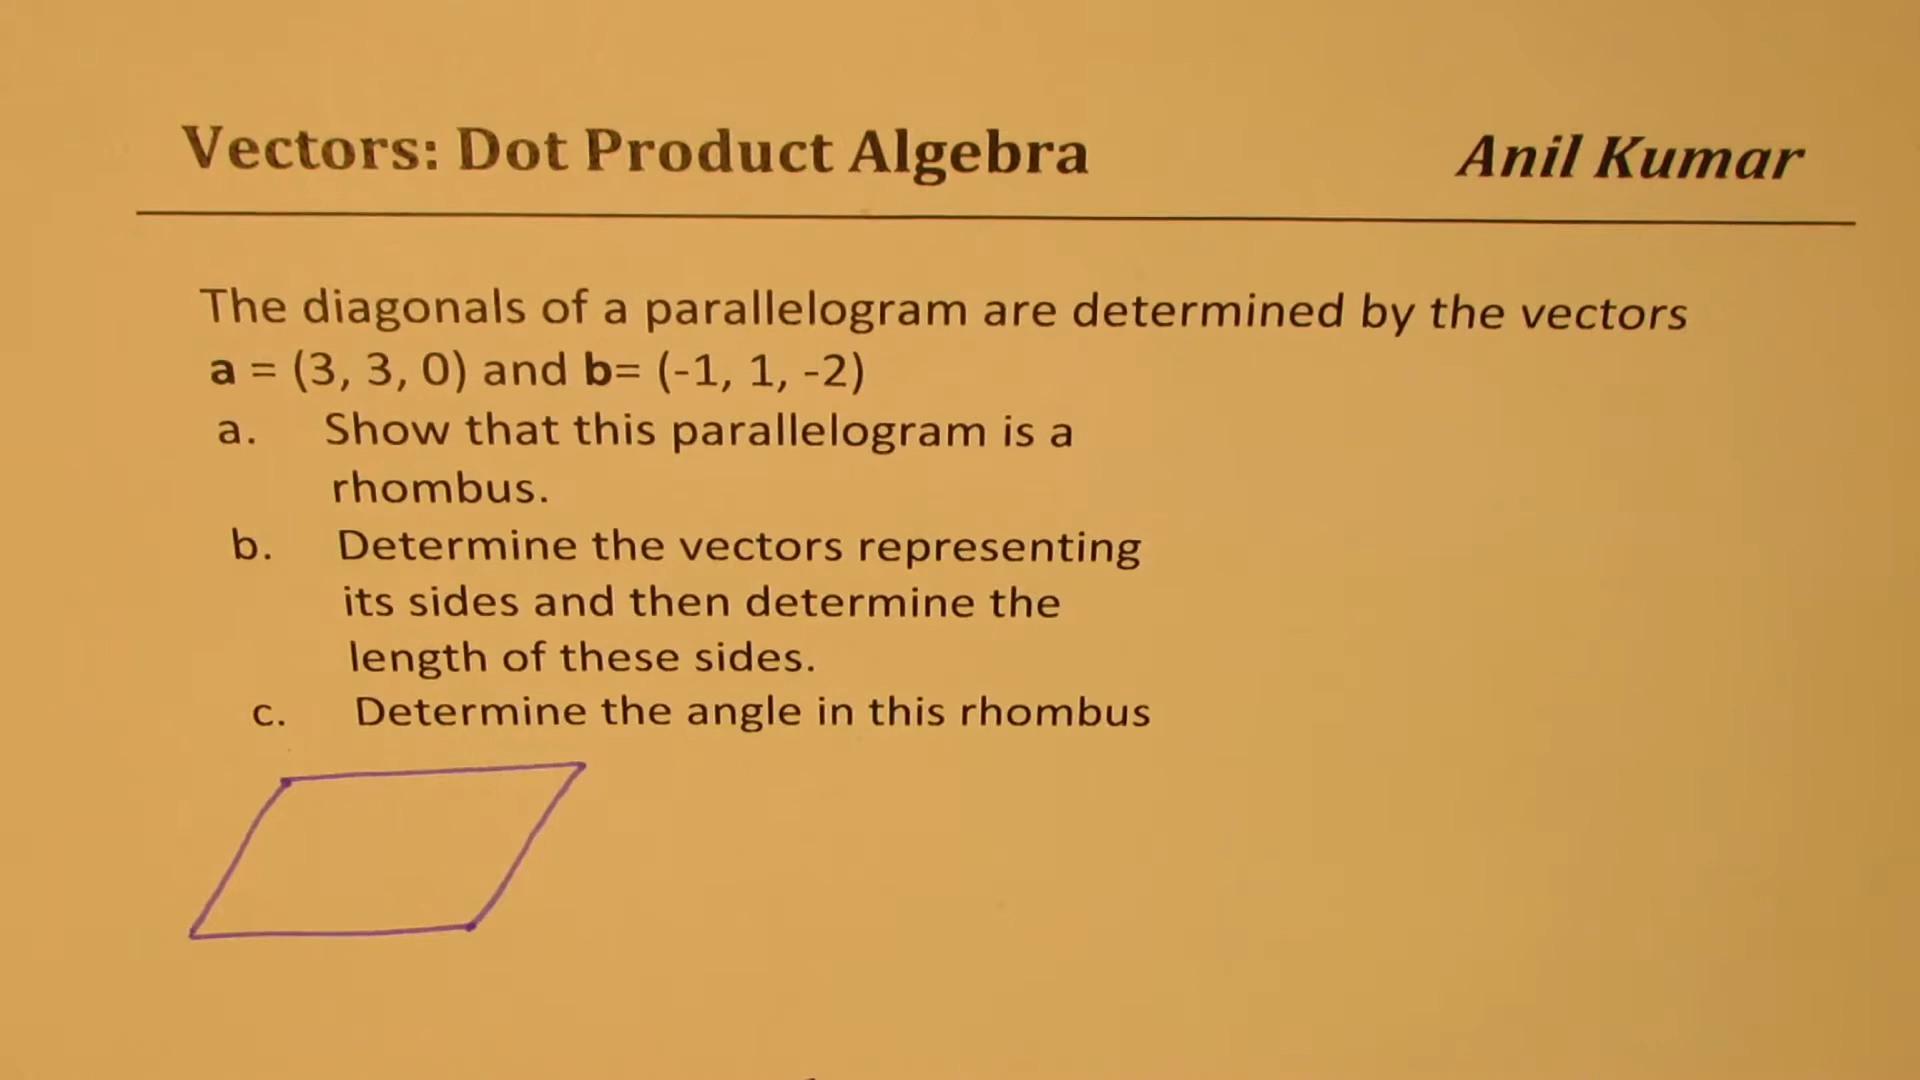 Vectors: Dot Product Algebra Anil Kumar
The diagonals of a parallelogram are determined by the vectors
a = (3, 3, 0) and b= (-1, 1, -2)
a. Show that this parallelogram is a
rhombus.
b. Determine the vectors representing
its sides and then determine the
length of these sides.
c. Determine the angle in this rhombus